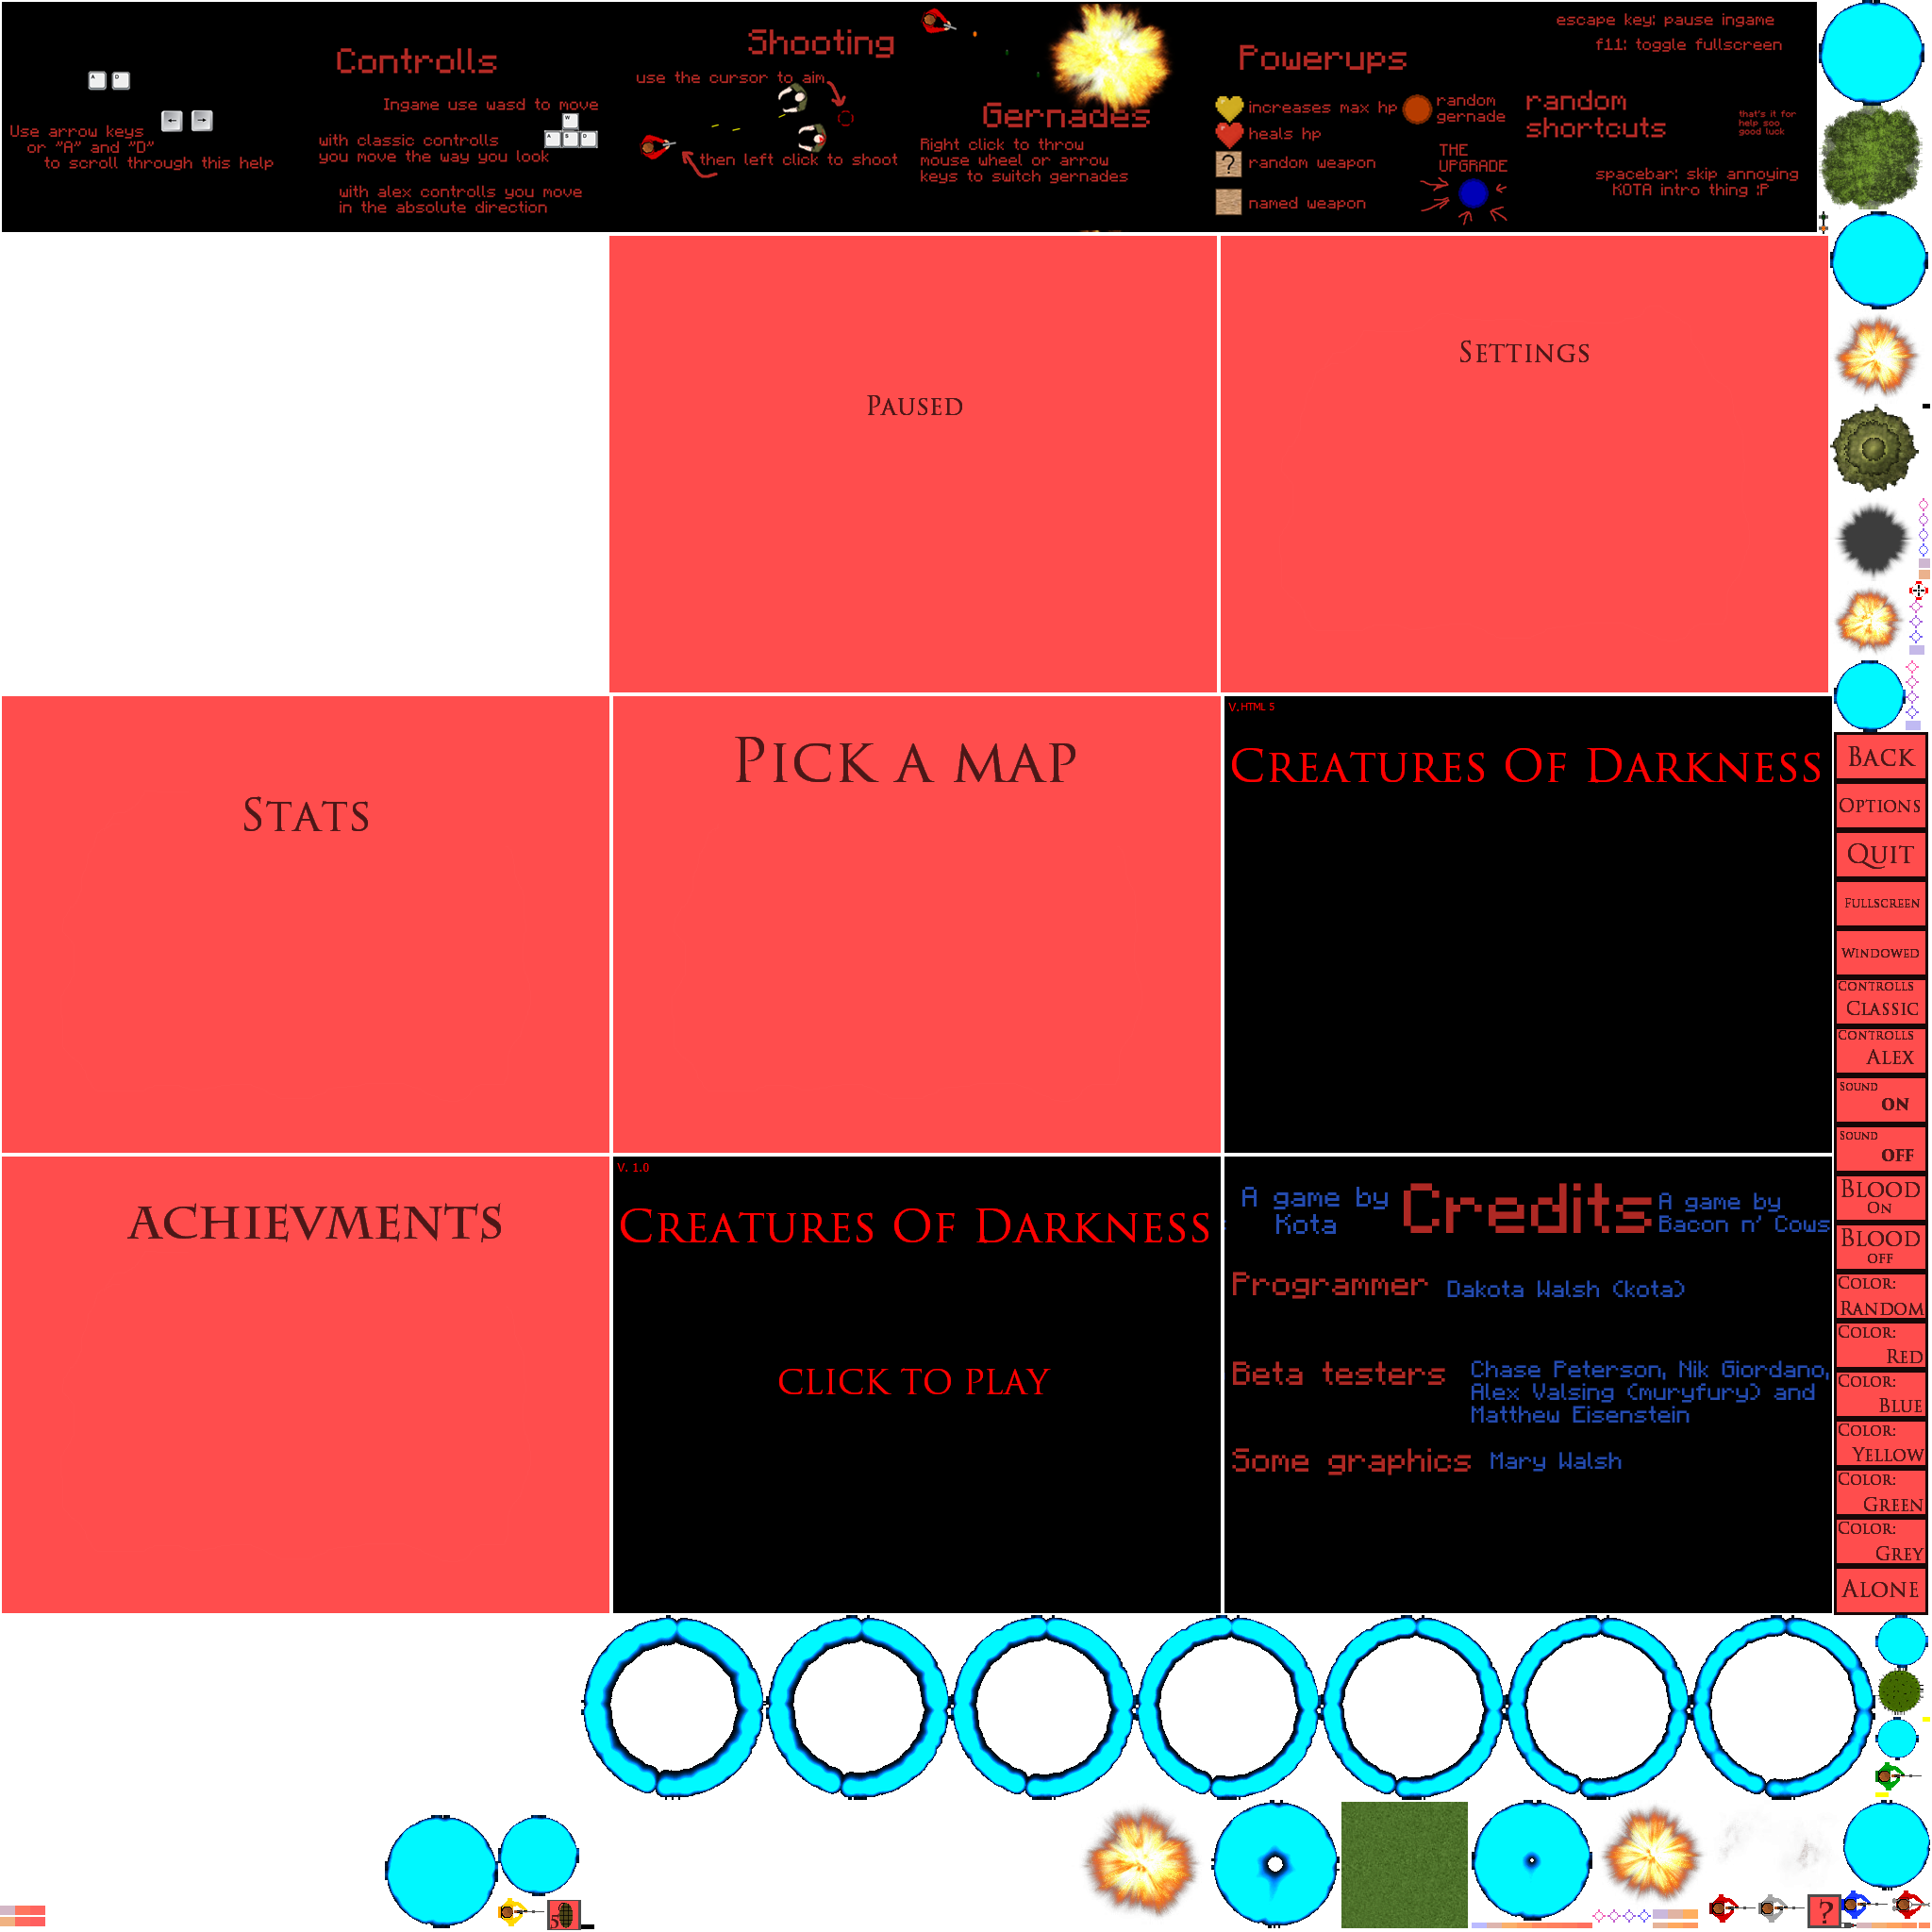 Use arrow keys
or "A" and "D"
to scroll through this help
A D
← →
Controlls
Ingame use wasd to move
with classic controlls
you move the way you look
W
A S D
with alex controlls you move
in the absolute direction
Shooting
use the cursor to aim
then left click to shoot
Gernades
Right click to throw
mouse wheel or arrow
keys to switch gernades
Powerups
increases max hp
heals hp
? random weapon
named weapon
random
gernade
THE
UPGRADE
escape key: pause ingame
f11: toggle fullscreen
random
shortcuts
that's it for
help soo
good luck
spacebar: skip annoying
KOTA intro thing :P
Paused
Settings
Stats
Pick a map
V. HTML 5
Creatures Of Darkness
Back
Options
Quit
Fullscreen
Windowed
Controlls
Classic
Controlls
Alex
Sound
ON
Sound
OFF
Blood
On
Blood
off
Color:
Random
Color:
Red
Color:
Blue
Color:
Yellow
Color:
Green
Color:
Grey
Alone
ACHIEVMENTS
V. 1.0
Creatures Of Darkness
CLICK TO PLAY
A game by
Kota
Credits
A game by
Bacon n' Cows
Programmer Dakota Walsh (kota)
Beta testers Chase Peterson, Nik Giordano,
Alex Valsing (muryfury) and
Matthew Eisenstein
Some graphics Mary Walsh
5
?